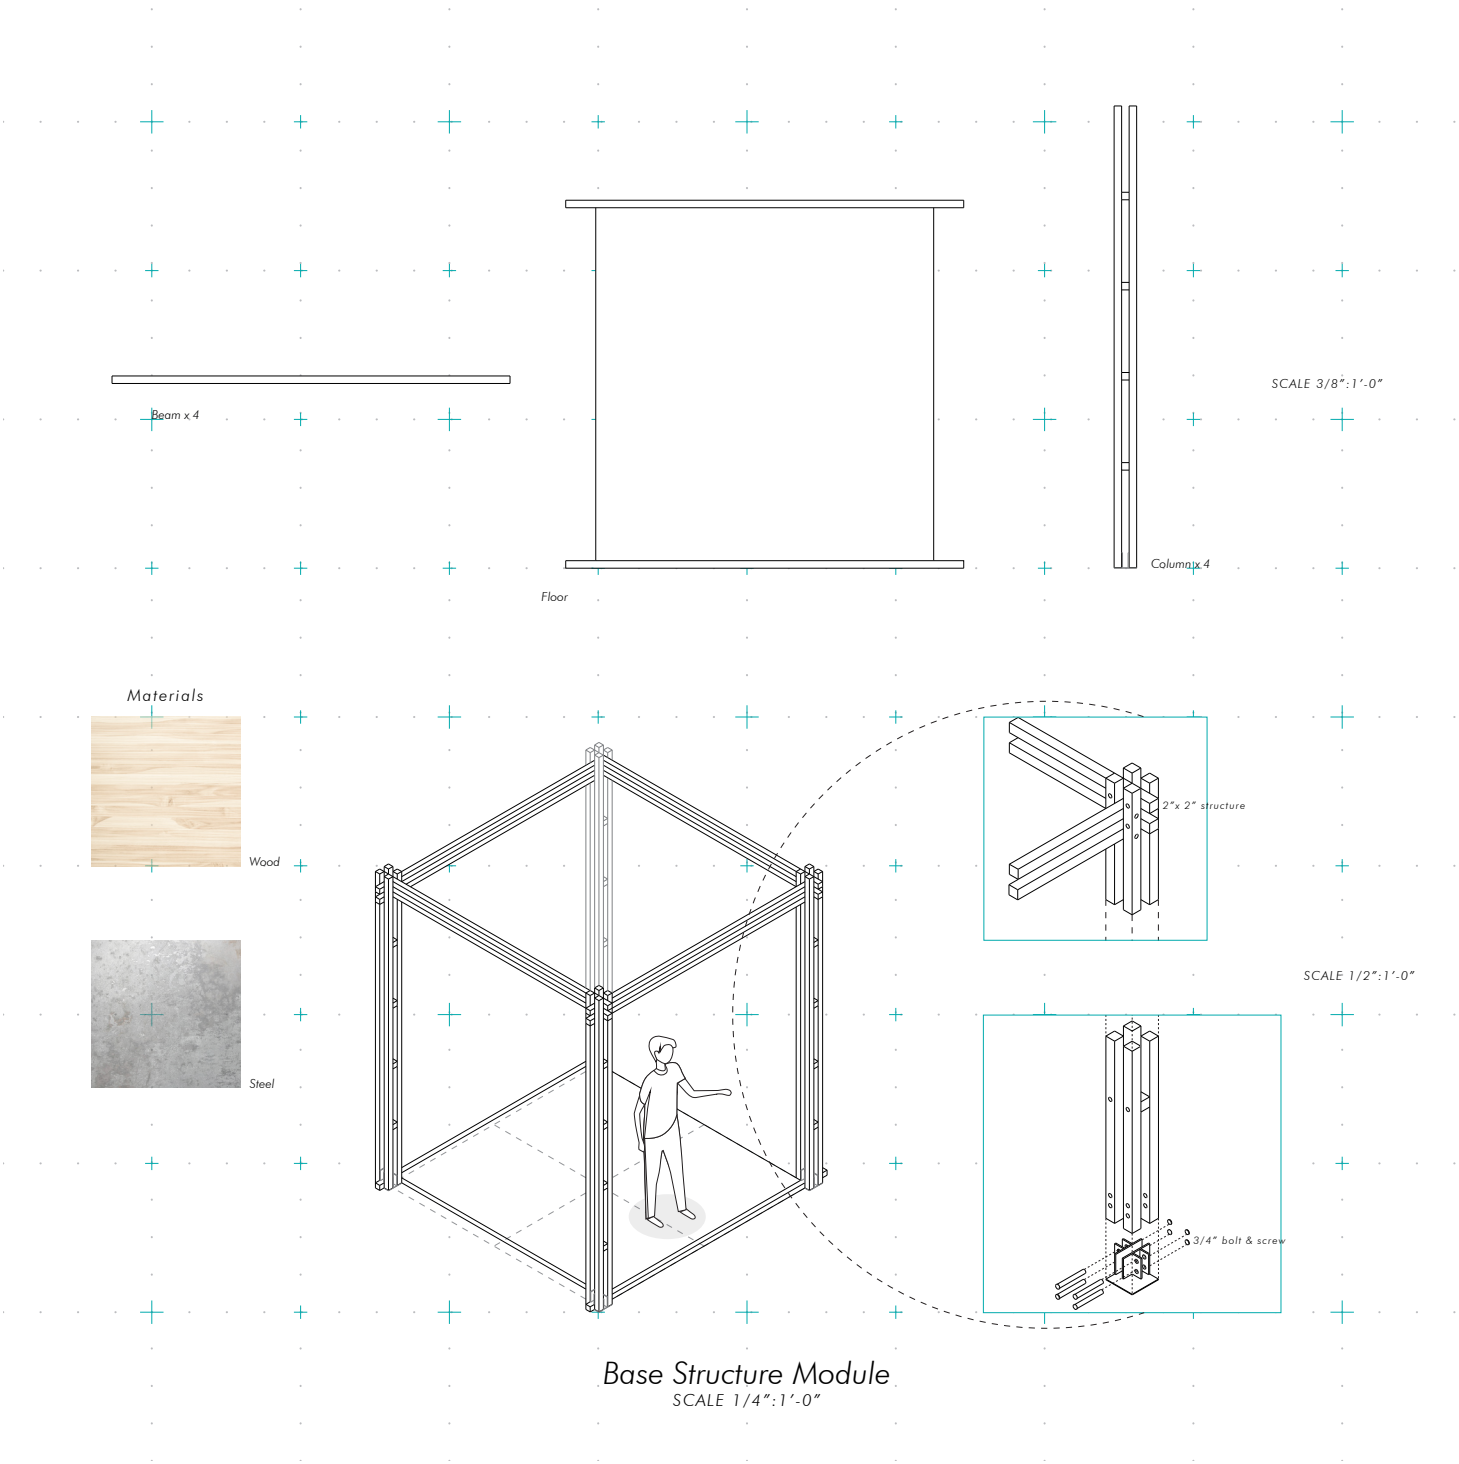 SCALE 3/8”:1’-0”
Beam x 4
Column x 4
Floor
Materials
2”x 2” structure
Wood
SCALE 1/2”:1’-0”
Steel
3/4” bolt & screw
Base Structure Module
SCALE 1/4”:1’-0”